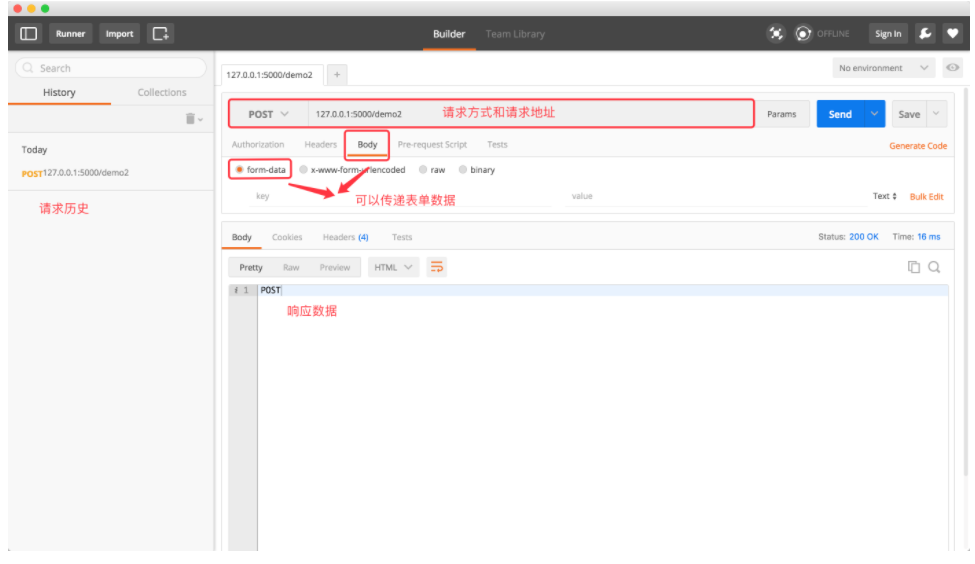 Runner Import Builder Team Library OFFLINE Sign In
Search
History Collections
Today
POST 127.0.0.1:5000/demo2
请求历史
127.0.0.1:5000/demo2 + No environment
POST 127.0.0.1:5000/demo2 请求方式和请求地址 Params Send Save
Authorization Headers Body Pre-request Script Tests Generate Code
form-data x-www-form-urlencoded raw binary
key 可以传递表单数据 value Text Bulk Edit
Body Cookies Headers (4) Tests Status: 200 OK Time: 16 ms
Pretty Raw Preview HTML
i 1 POST
响应数据